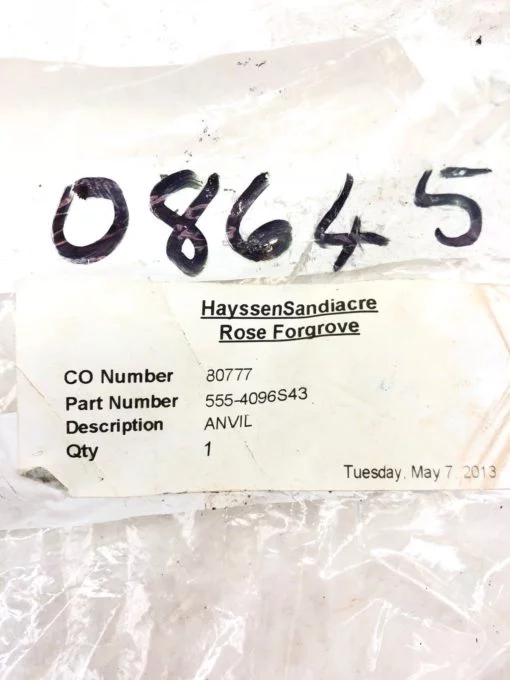 08645
HayssenSandiacre
Rose Forgrove
CO Number 80777
Part Number 555-4096S43
Description ANVIL
Qty 1
Tuesday, May 7, 2013